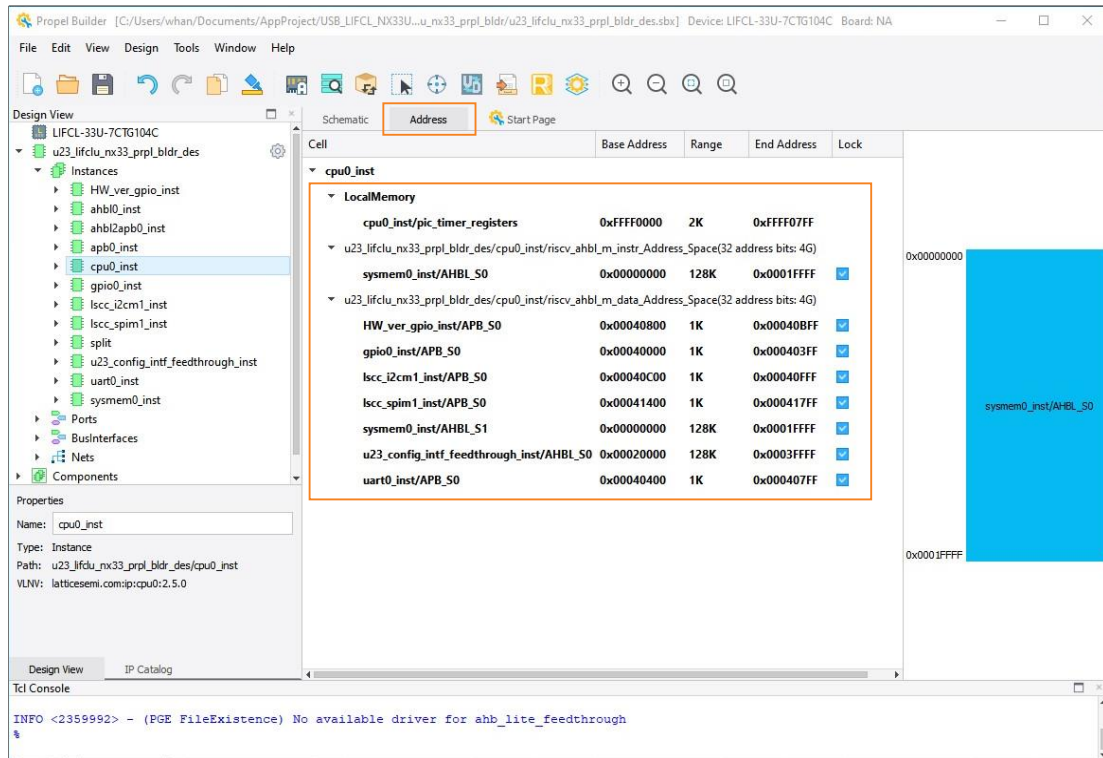 Propel Builder [C:/Users/whan/Documents/AppProject/USB_LIFCL_NX33U...u_nx33_prpl_bldr/u23_lifclu_nx33_prpl_bldr_des.sbx] Device: LIFCL-33U-7CTG104C Board: NA
File Edit View Design Tools Window Help
Design View
Schematic Address Start Page
LIFCL-33U-7CTG104C
u23_lifclu_nx33_prpl_bldr_des
Instances
HW_ver_gpio_inst
ahbl0_inst
ahbl2apb0_inst
apb0_inst
cpu0_inst
gpio0_inst
lscc_i2cm1_inst
lscc_spim1_inst
split
u23_config_intf_feedthrough_inst
uart0_inst
sysmem0_inst
Ports
BusInterfaces
Nets
Components
Properties
Name: cpu0_inst
Type: Instance
Path: u23_lifclu_nx33_prpl_bldr_des/cpu0_inst
VLNV: latticesemi.com:ip:cpu0:2.5.0
Design View IP Catalog
Cell Base Address Range End Address Lock
cpu0_inst
LocalMemory
cpu0_inst/pic_timer_registers 0xFFFF0000 2K 0xFFFF07FF
u23_lifclu_nx33_prpl_bldr_des/cpu0_inst/riscv_ahbl_m_instr_Address_Space(32 address bits: 4G)
sysmem0_inst/AHBL_S0 0x00000000 128K 0x0001FFFF
u23_lifclu_nx33_prpl_bldr_des/cpu0_inst/riscv_ahbl_m_data_Address_Space(32 address bits: 4G)
HW_ver_gpio_inst/APB_S0 0x00040800 1K 0x00040BFF
gpio0_inst/APB_S0 0x00040000 1K 0x000403FF
lscc_i2cm1_inst/APB_S0 0x00040C00 1K 0x00040FFF
lscc_spim1_inst/APB_S0 0x00041400 1K 0x000417FF
sysmem0_inst/AHBL_S1 0x00000000 128K 0x0001FFFF
u23_config_intf_feedthrough_inst/AHBL_S0 0x00020000 128K 0x0003FFFF
uart0_inst/APB_S0 0x00040400 1K 0x000407FF
0x00000000
sysmem0_inst/AHBL_S0
0x0001FFFF
Tcl Console
INFO <2359992> - (PGE FileExistence) No available driver for ahb_lite_feedthrough
%